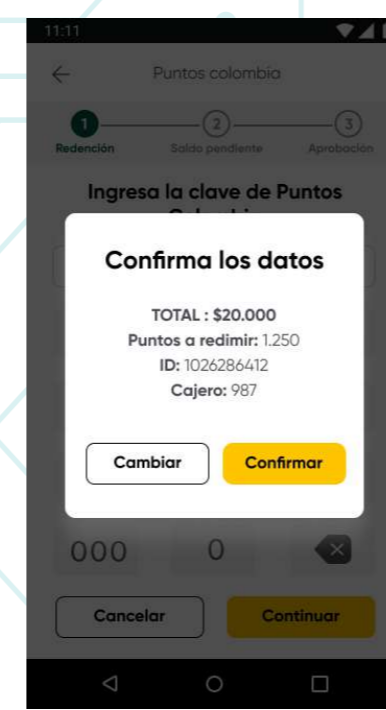 11:11
Puntos colombia
1 2 3
Redención Saldo pendiente Aprobación
Ingresa la clave de Puntos
Confirma los datos
TOTAL : $20.000
Puntos a redimir: 1.250
ID: 1026286412
Cajero: 987
Cambiar Confirmar
000 0
Cancelar Continuar